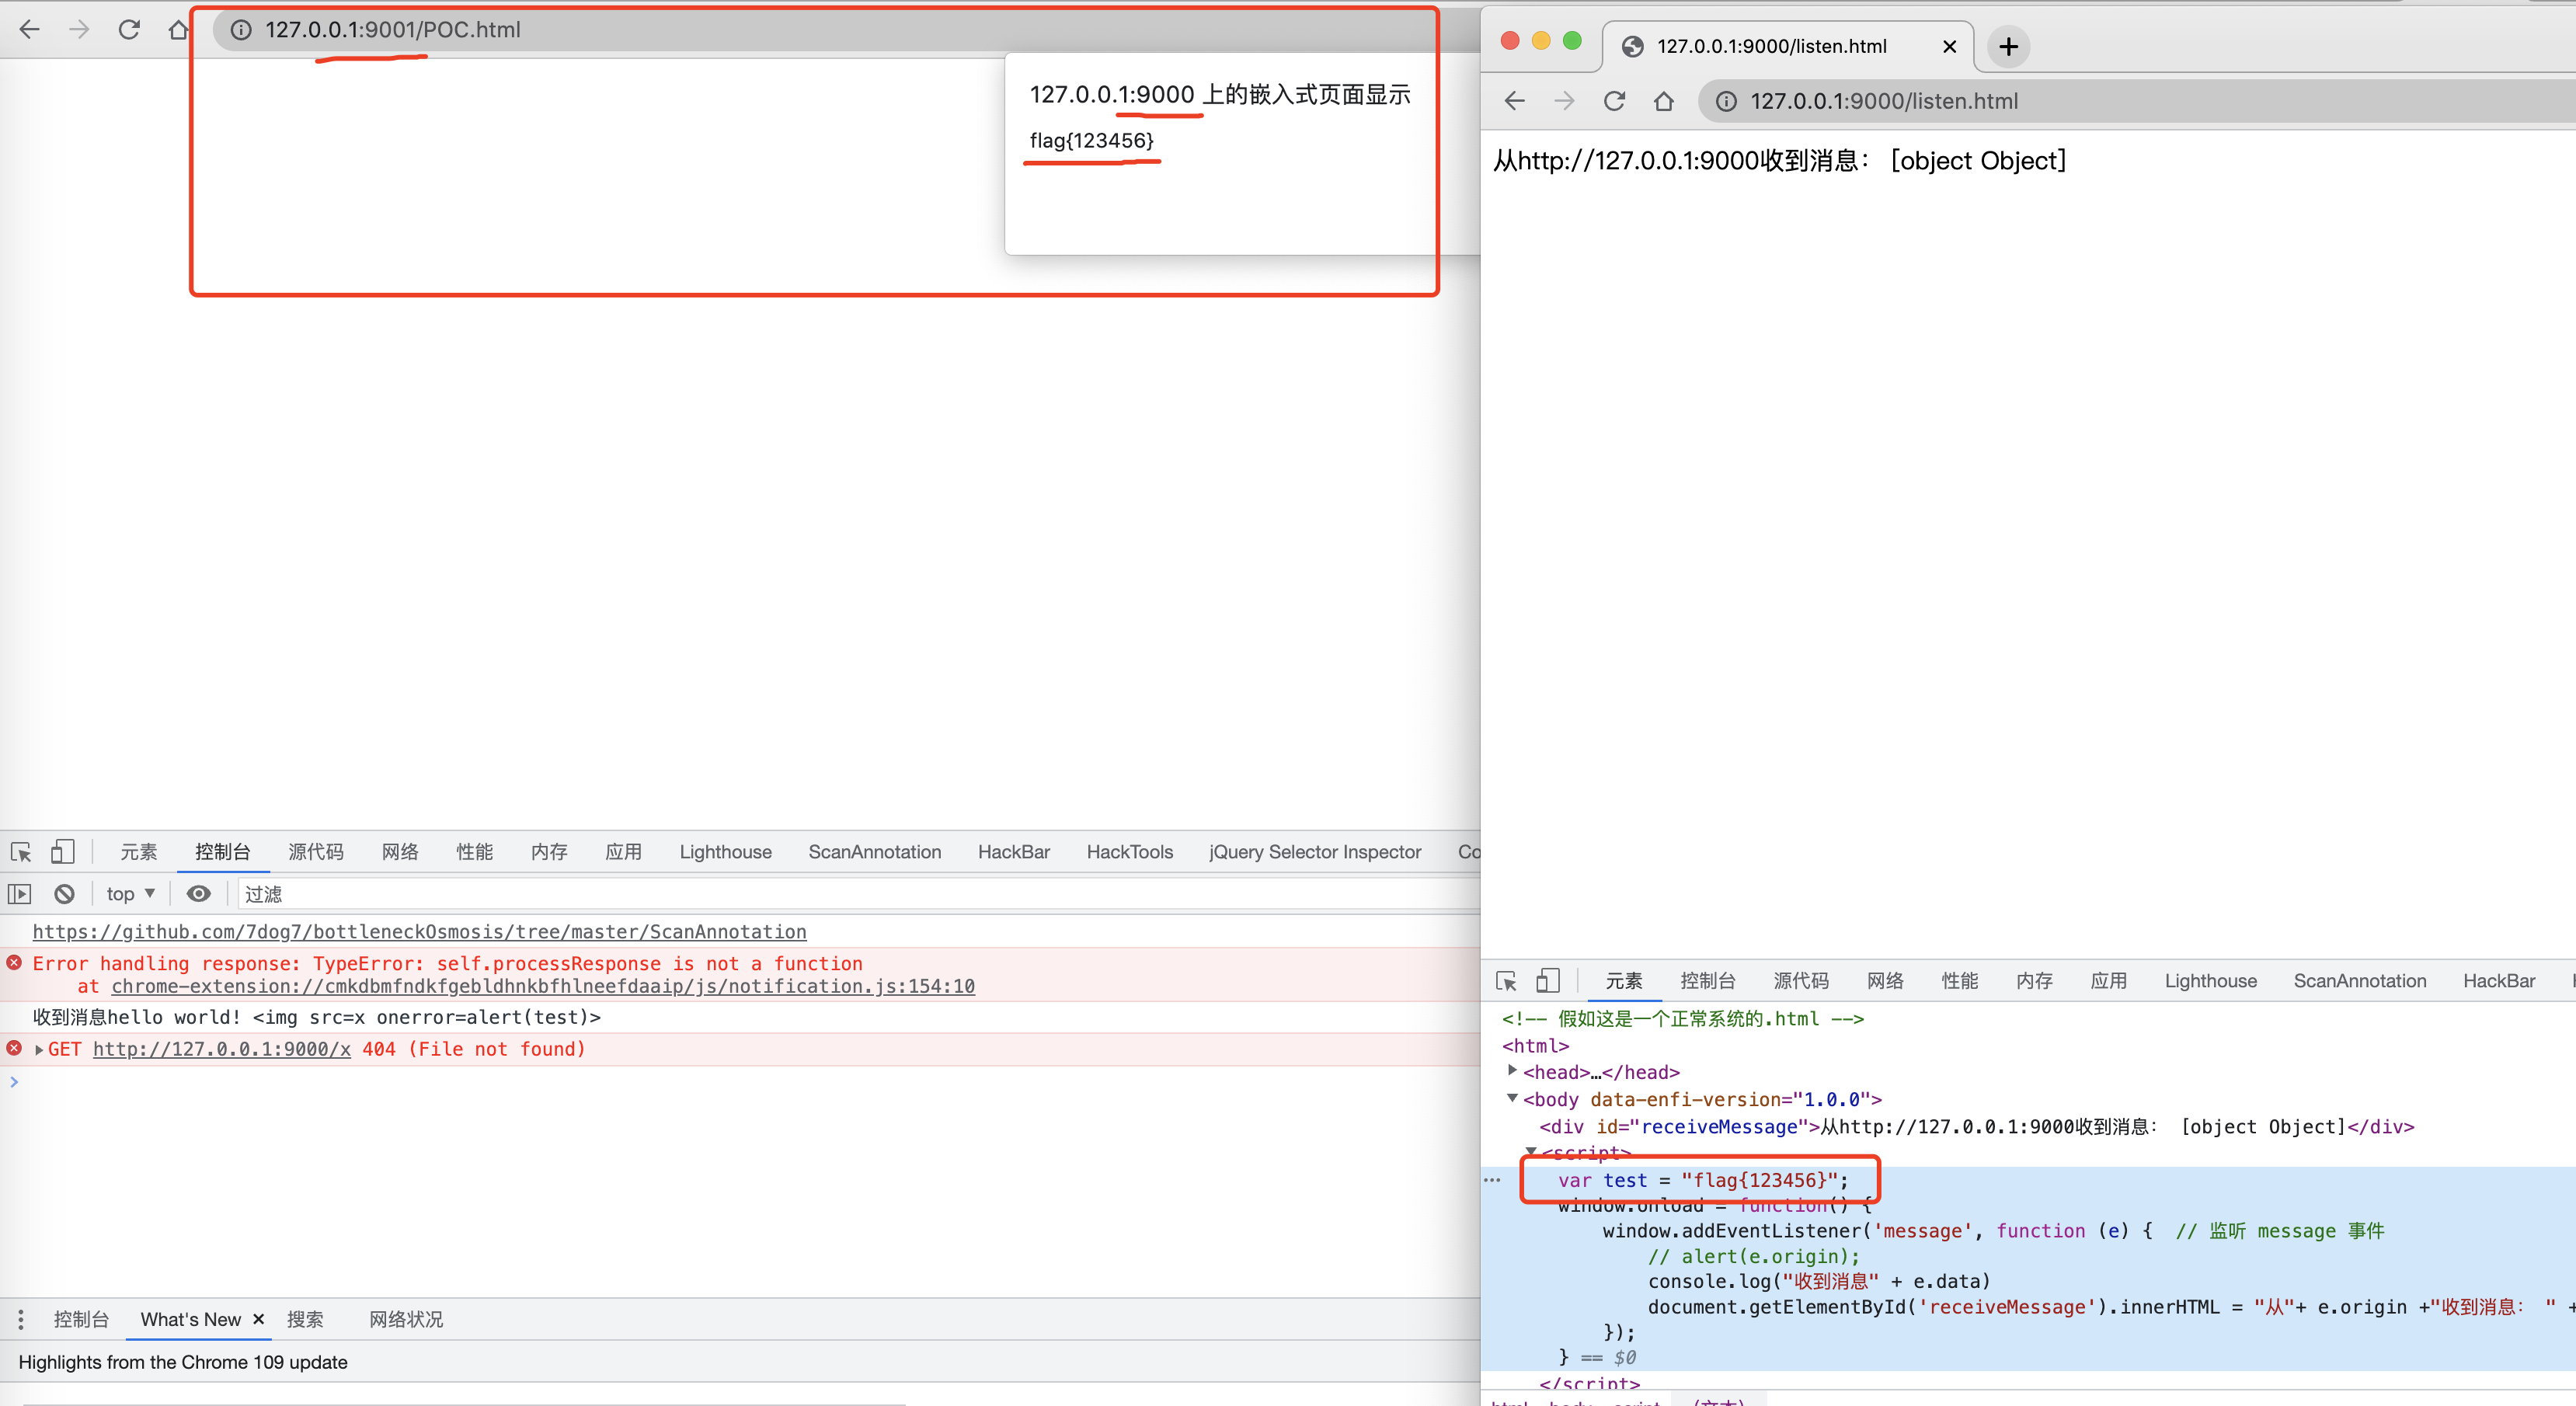 127.0.0.1:9001/POC.html
127.0.0.1:9000 上的嵌入式页面显示
flag{123456}
元素 控制台 源代码 网络 性能 内存 应用 Lighthouse ScanAnnotation HackBar HackTools jQuery Selector Inspector Co
top 过滤
https://github.com/7dog7/bottleneckOsmosis/tree/master/ScanAnnotation
Error handling response: TypeError: self.processResponse is not a function
at chrome-extension://cmkdbmfndkfgebldhnkbfhlneefdaaip/js/notification.js:154:10
收到消息hello world! <img src=x onerror=alert(test)>
GET http://127.0.0.1:9000/x 404 (File not found)
控制台 What's New 搜索 网络状况
Highlights from the Chrome 109 update
127.0.0.1:9000/listen.html
127.0.0.1:9000/listen.html
从http://127.0.0.1:9000收到消息： [object Object]
元素 控制台 源代码 网络 性能 内存 应用 Lighthouse ScanAnnotation HackBar
<!-- 假如这是一个正常系统的.html -->
<html>
<head>…</head>
<body data-enfi-version="1.0.0">
<div id="receiveMessage">从http://127.0.0.1:9000收到消息： [object Object]</div>
<script>
var test = "flag{123456}";
window.onload = function() {
window.addEventListener('message', function (e) { // 监听 message 事件
// alert(e.origin);
console.log("收到消息" + e.data)
document.getElementById('receiveMessage').innerHTML = "从"+ e.origin +"收到消息： " +
});
} == $0
</script>
html body script (文本)